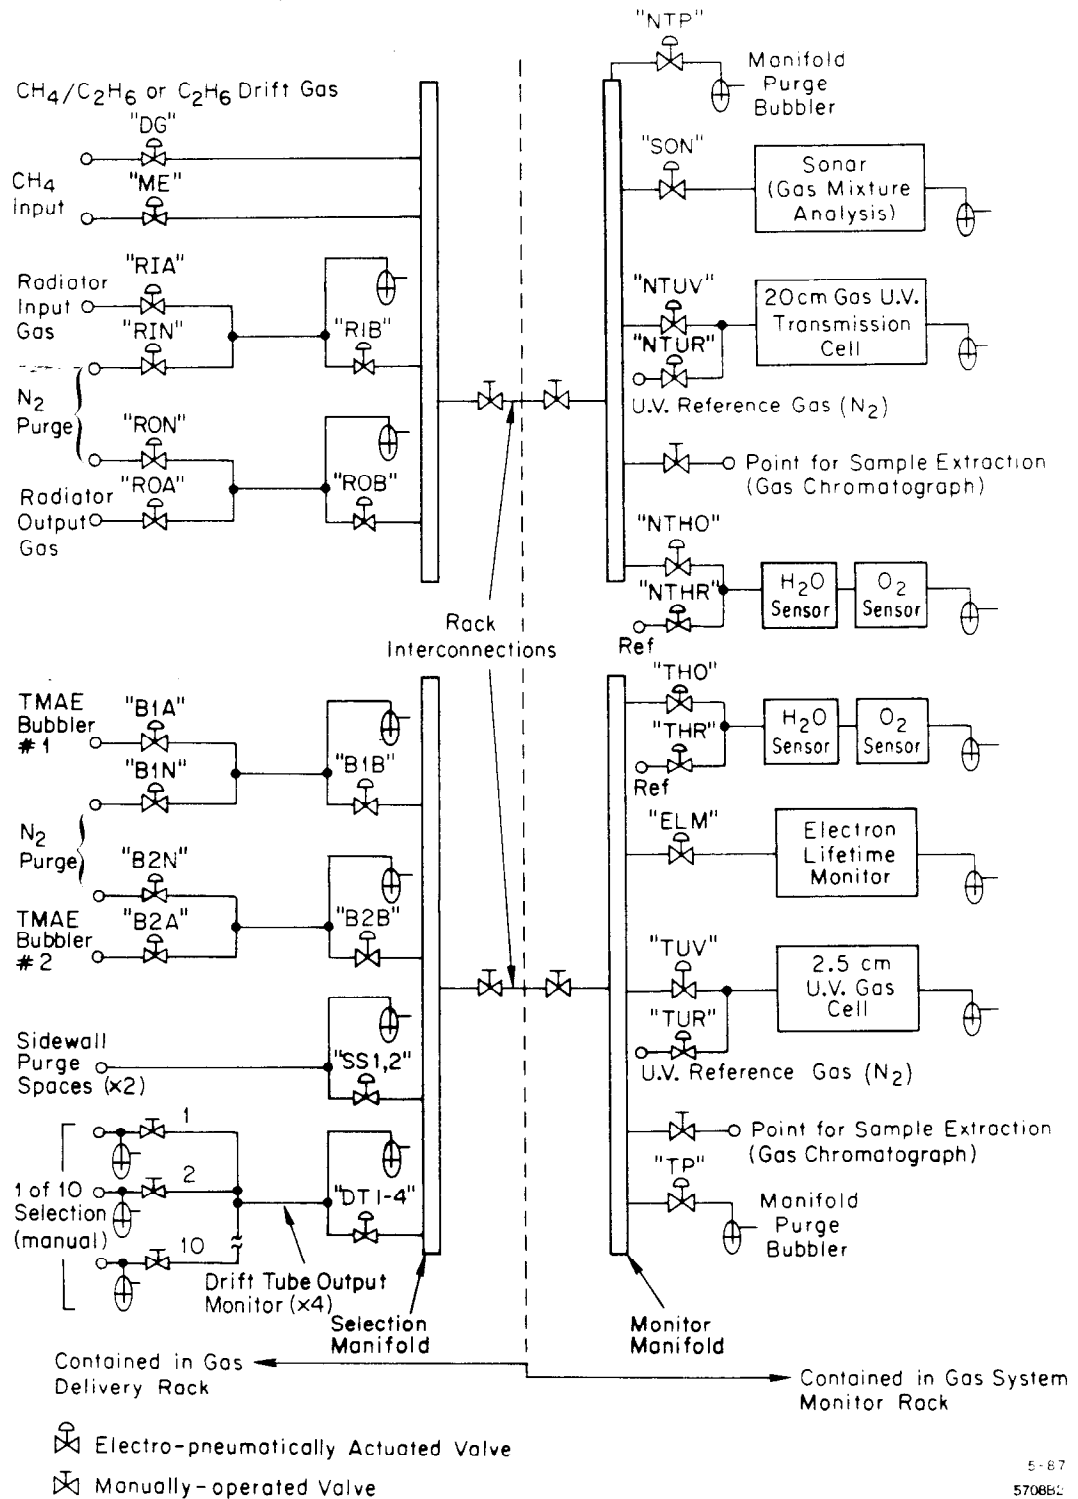 "NTP"
Manifold
Purge
Bubbler
CH4/C2H6 or C2H6 Drift Gas
"DG"
CH4
Input
"ME"
Radiator
Input
Gas
"RIA"
"RIN"
"RIB"
N2
Purge
"RON"
"ROA"
"ROB"
Radiator
Output
Gas
"SON"
Sonar
(Gas Mixture
Analysis)
"NTUV"
"NTUR"
20cm Gas U.V.
Transmission
Cell
U.V. Reference Gas (N2)
Point for Sample Extraction
(Gas Chromatograph)
"NTHO"
"NTHR"
Ref
H2O
Sensor
O2
Sensor
Rack
Interconnections
TMAE
Bubbler
#1
"B1A"
"B1N"
"B1B"
N2
Purge
"B2N"
"B2A"
"B2B"
TMAE
Bubbler
#2
Sidewall
Purge
Spaces (x2)
"SS1,2"
1
2
10
1 of 10
Selection
(manual)
"DT1-4"
Drift Tube Output
Monitor (x4)
Selection
Manifold
"THO"
"THR"
Ref
H2O
Sensor
O2
Sensor
"ELM"
Electron
Lifetime
Monitor
"TUV"
"TUR"
2.5 cm
U.V. Gas
Cell
U.V. Reference Gas (N2)
Point for Sample Extraction
(Gas Chromatograph)
"TP"
Manifold
Purge
Bubbler
Monitor
Manifold
Contained in Gas
Delivery Rack
Contained in Gas System
Monitor Rack
Electro-pneumatically Actuated Valve
Manually-operated Valve
5-87
5708B2